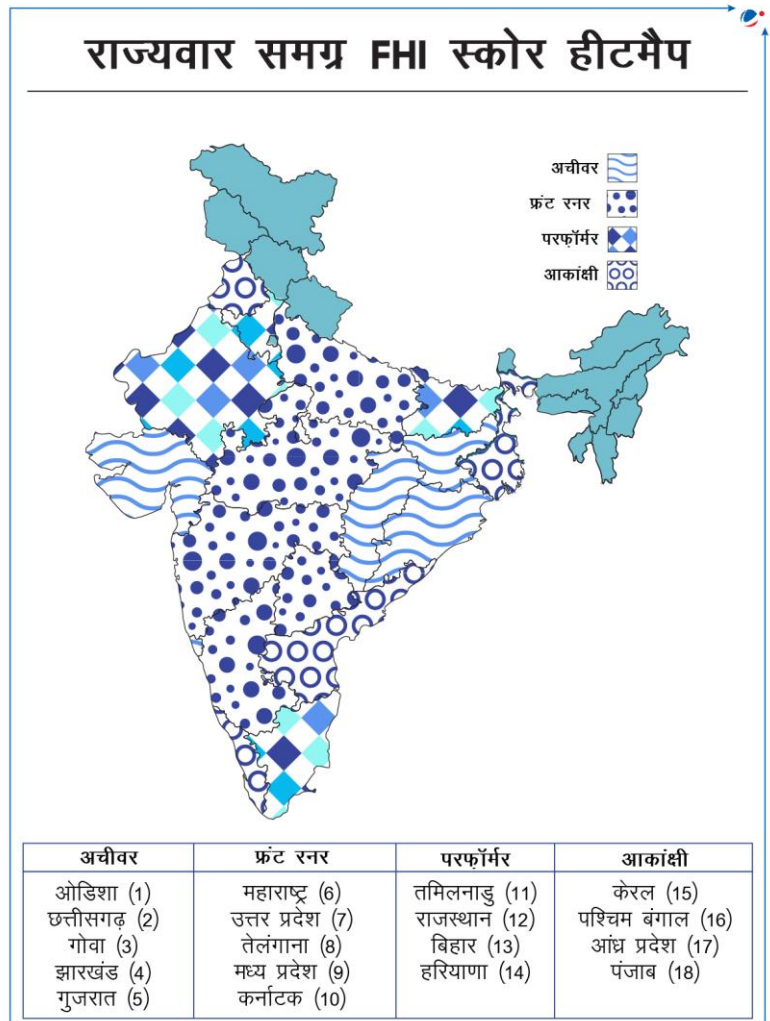 राज्यवार समग्र FHI स्कोर हीटमैप
अचीवर
फ्रंट रनर
परफ़ॉर्मर
आकांक्षी
अचीवर फ्रंट रनर परफ़ॉर्मर आकांक्षी
ओडिशा (1) महाराष्ट्र (6) तमिलनाडु (11) केरल (15)
छत्तीसगढ़ (2) उत्तर प्रदेश (7) राजस्थान (12) पश्चिम बंगाल (16)
गोवा (3) तेलंगाना (8) बिहार (13) आंध्र प्रदेश (17)
झारखंड (4) मध्य प्रदेश (9) हरियाणा (14) पंजाब (18)
गुजरात (5) कर्नाटक (10)